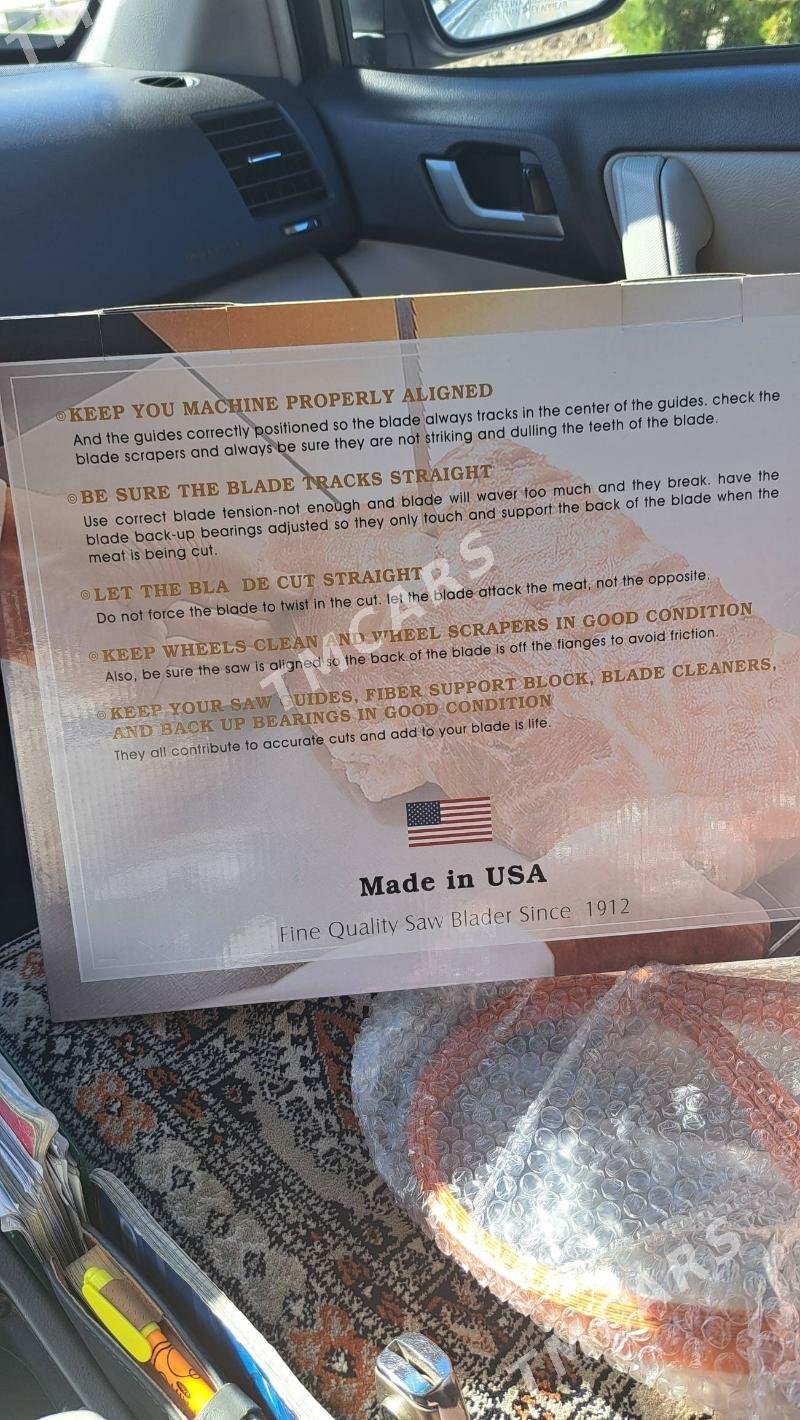 KEEP YOU MACHINE PROPERLY ALIGNED
And the guides correctly positioned so the blade always tracks in the center of the guides. check the
blade scrapers and always be sure they are not striking and dulling the teeth of the blade.
BE SURE THE BLADE TRACKS STRAIGHT
Use correct blade tension-not enough and blade will waver too much and they break. have the
blade back-up bearings adjusted so they only touch and support the back of the blade when the
meat is being cut.
LET THE BLA DE CUT STRAIGHT
Do not force the blade to twist in the cut. let the blade attack the meat, not the opposite.
KEEP WHEELS CLEAN AND WHEEL SCRAPERS IN GOOD CONDITION
Also, be sure the saw is aligned so the back of the blade is off the flanges to avoid friction.
KEEP YOUR SAW GUIDES, FIBER SUPPORT BLOCK, BLADE CLEANERS,
AND BACK UP BEARINGS IN GOOD CONDITION
They all contribute to accurate cuts and add to your blade is life.
Made in USA
Fine Quality Saw Blader Since 1912
TMCARS
TMCARS
TMCARS